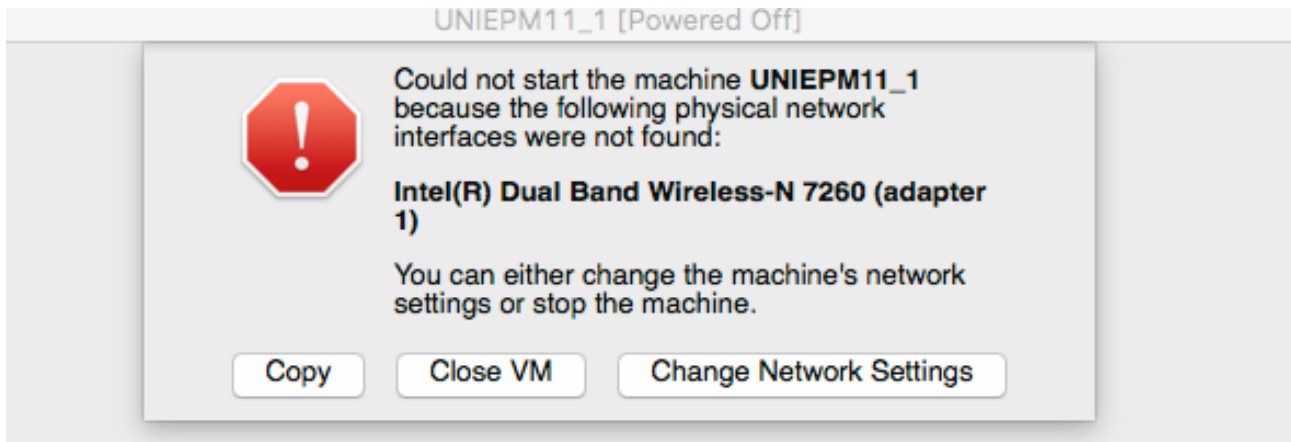 UNIEPM11_1 [Powered Off]
Could not start the machine UNIEPM11_1
because the following physical network
interfaces were not found:
Intel(R) Dual Band Wireless-N 7260 (adapter
1)
You can either change the machine's network
settings or stop the machine.
Copy Close VM Change Network Settings